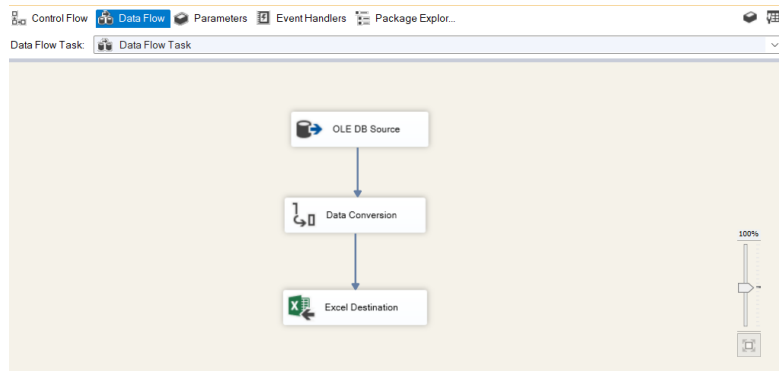 Control Flow Data Flow Parameters Event Handlers Package Explor...
Data Flow Task: Data Flow Task
OLE DB Source
Data Conversion
100%
Excel Destination